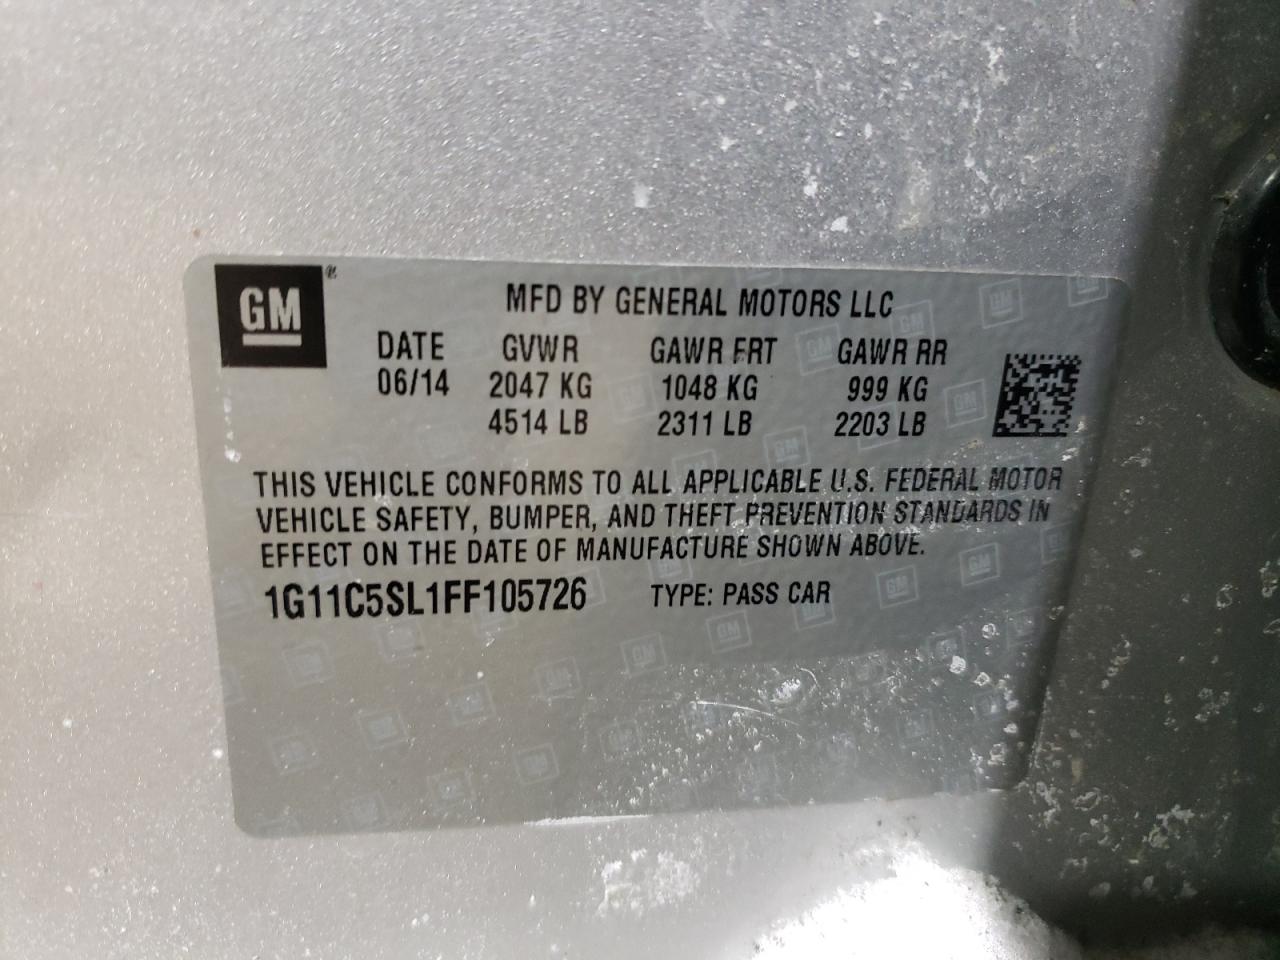 GM®
MFD BY GENERAL MOTORS LLC
DATE GVWR GAWR FRT GAWR RR
06/14 2047 KG 1048 KG 999 KG
4514 LB 2311 LB 2203 LB
THIS VEHICLE CONFORMS TO ALL APPLICABLE U.S. FEDERAL MOTOR
VEHICLE SAFETY, BUMPER, AND THEFT PREVENTION STANDARDS IN
EFFECT ON THE DATE OF MANUFACTURE SHOWN ABOVE.
1G11C5SL1FF105726 TYPE: PASS CAR